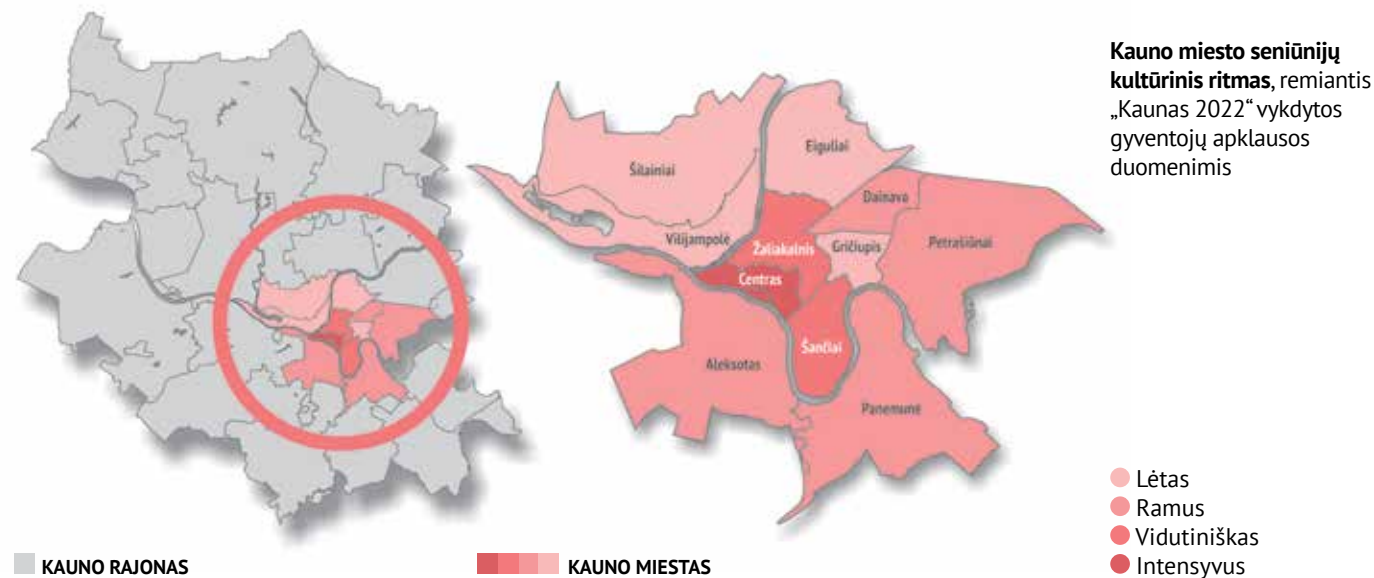 Kauno miesto seniūnijų
kultūrinis ritmas, remiantis
„Kaunas 2022“ vykdytos
gyventojų apklausos
duomenimis
Šilainiai
Eiguliai
Dainava
Vilijampolė
Žaliakalnis
Gričiupis
Petrašiūnai
Centras
Šančiai
Aleksotas
Panemunė
Lėtas
Ramus
Vidutiniškas
Intensyvus
KAUNO RAJONAS
KAUNO MIESTAS